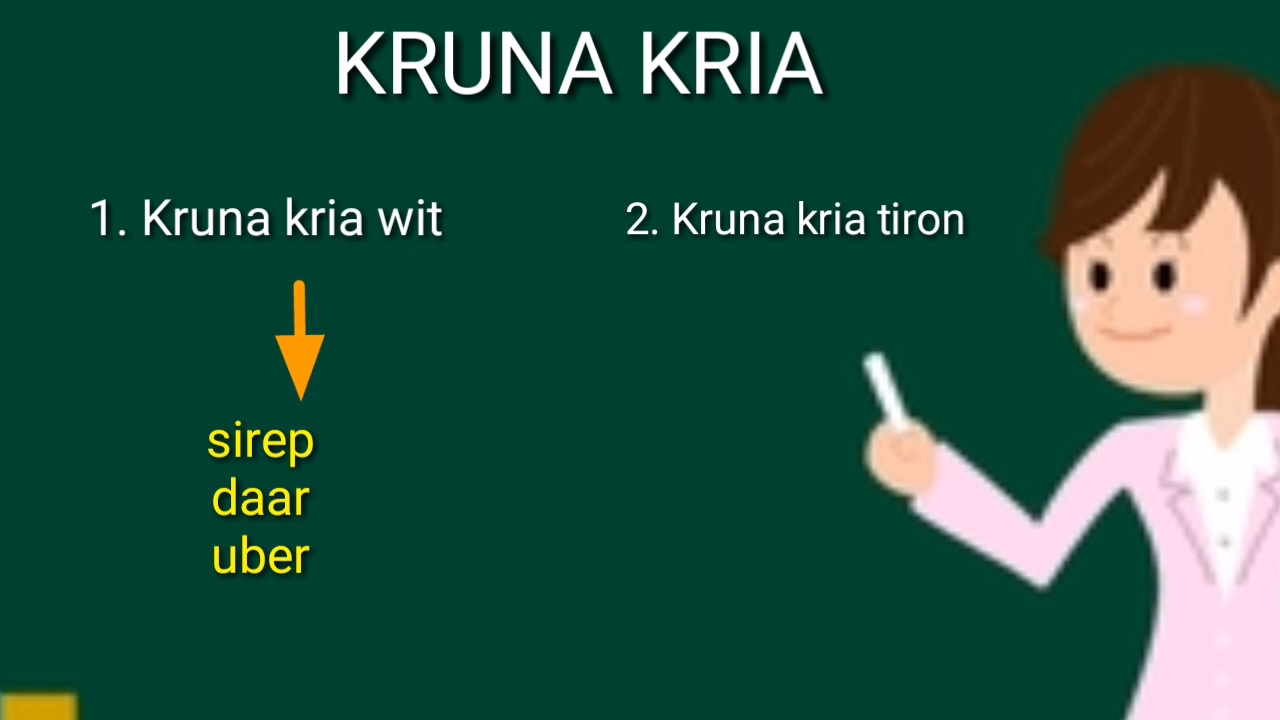 KRUNA KRIA
1. Kruna kria wit
2. Kruna kria tiron
sirep
daar
uber